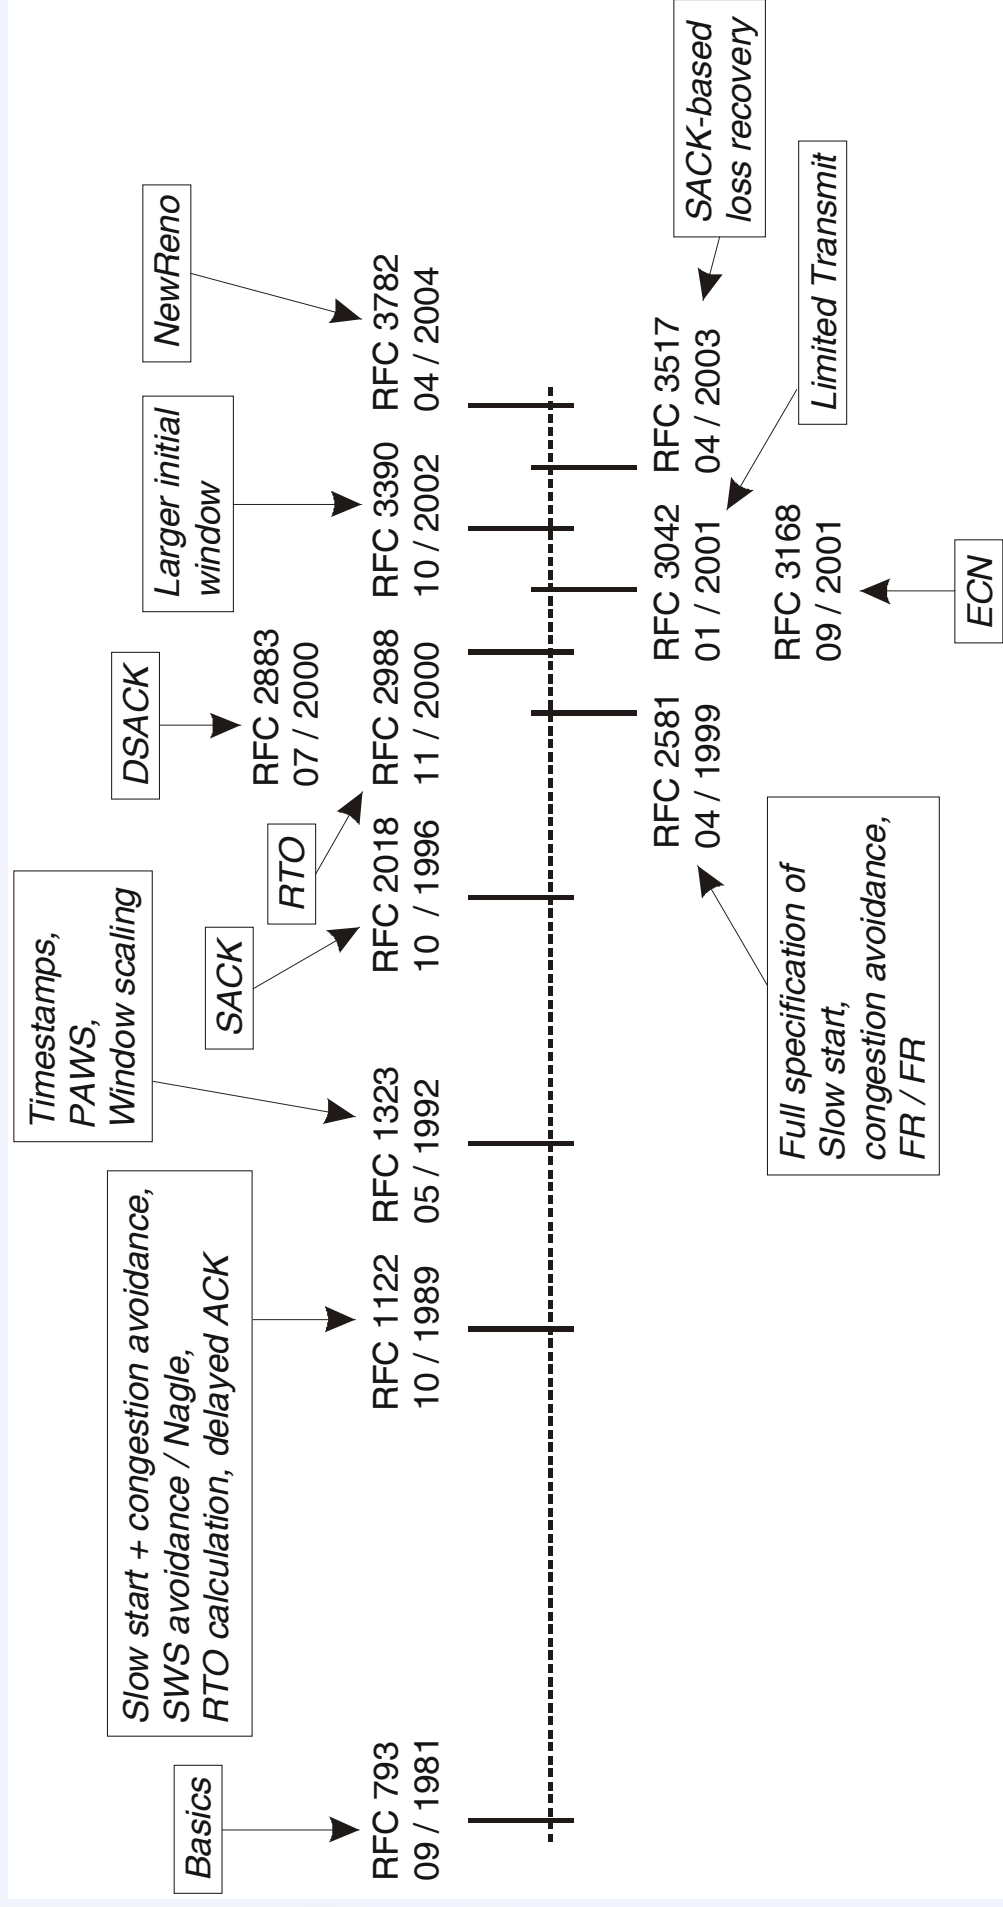 Basics
RFC 793
09 / 1981
Slow start + congestion avoidance,
SWS avoidance / Nagle,
RTO calculation, delayed ACK
RFC 1122
10 / 1989
Timestamps,
PAWS,
Window scaling
RFC 1323
05 / 1992
SACK
RFC 2018
10 / 1996
RTO
DSACK
RFC 2883
07 / 2000
RFC 2988
11 / 2000
Larger initial
window
RFC 3390
10 / 2002
NewReno
RFC 3782
04 / 2004
RFC 2581
04 / 1999
Full specification of
Slow start,
congestion avoidance,
FR / FR
RFC 3042
01 / 2001
RFC 3168
09 / 2001
ECN
Limited Transmit
RFC 3517
04 / 2003
SACK-based
loss recovery